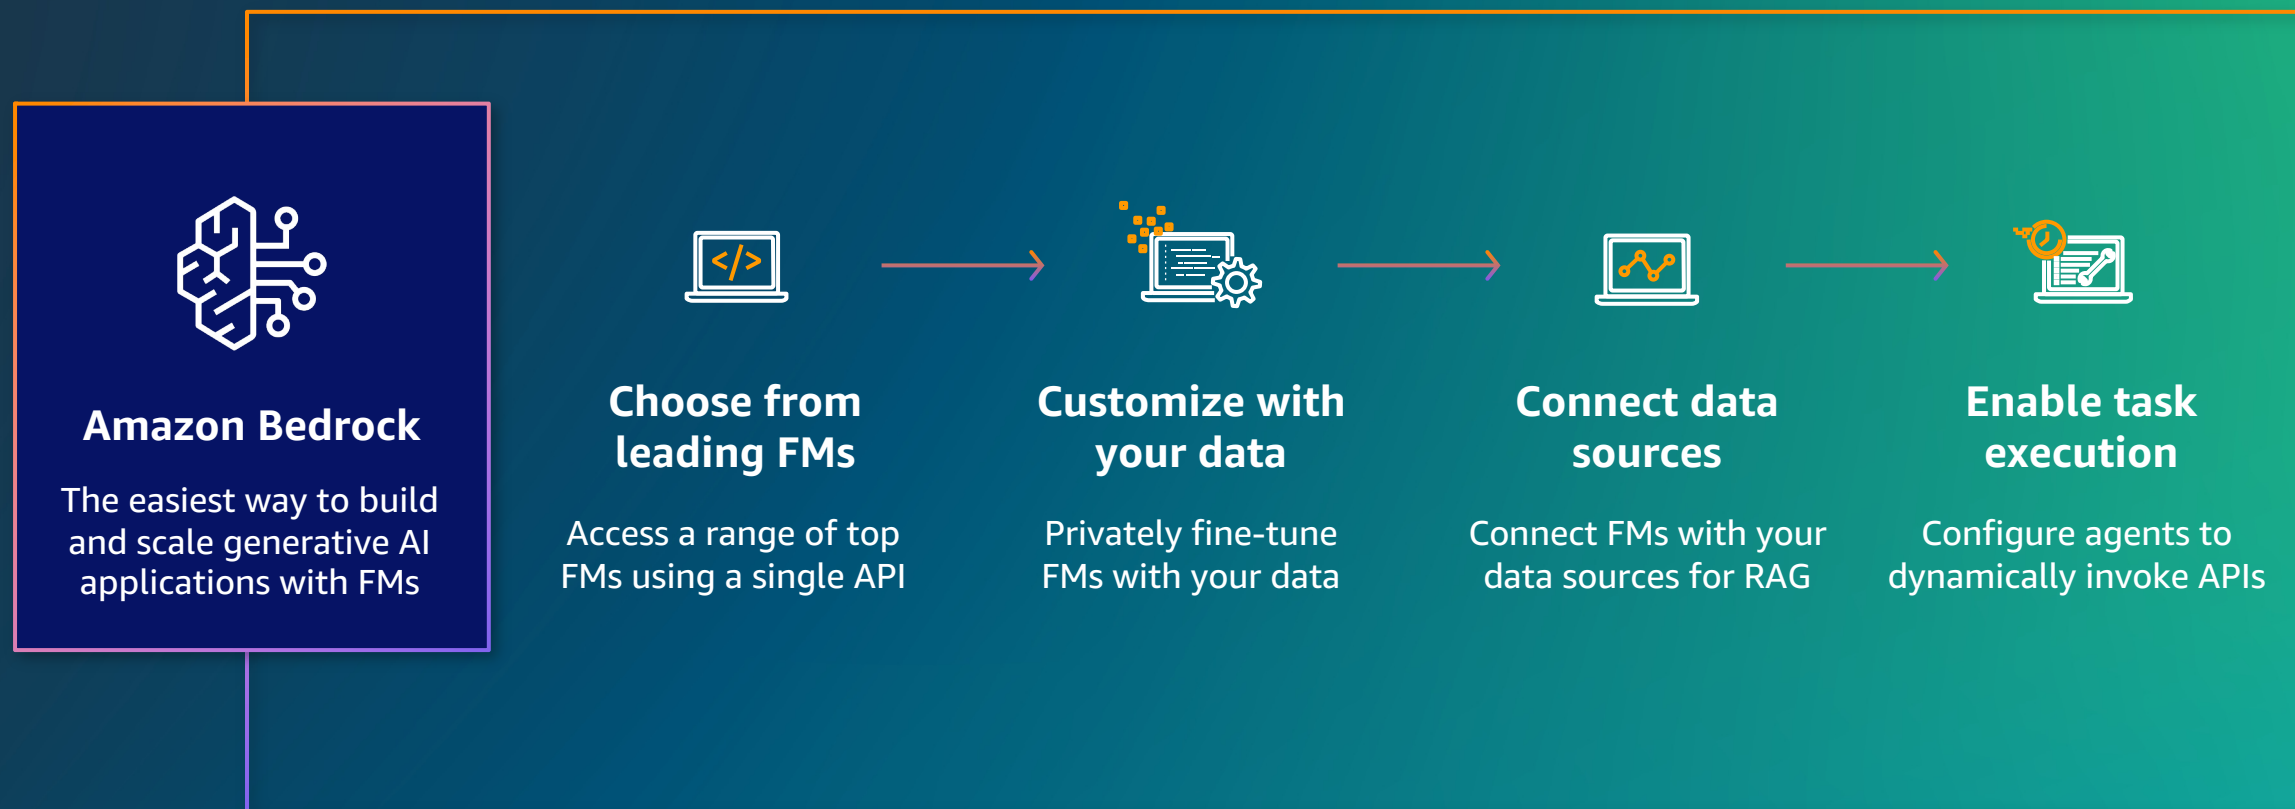 Amazon Bedrock
The easiest way to build
and scale generative AI
applications with FMs
</>
Choose from
leading FMs
Access a range of top
FMs using a single API
Customize with
your data
Privately fine-tune
FMs with your data
Connect data
sources
Connect FMs with your
data sources for RAG
Enable task
execution
Configure agents to
dynamically invoke APIs